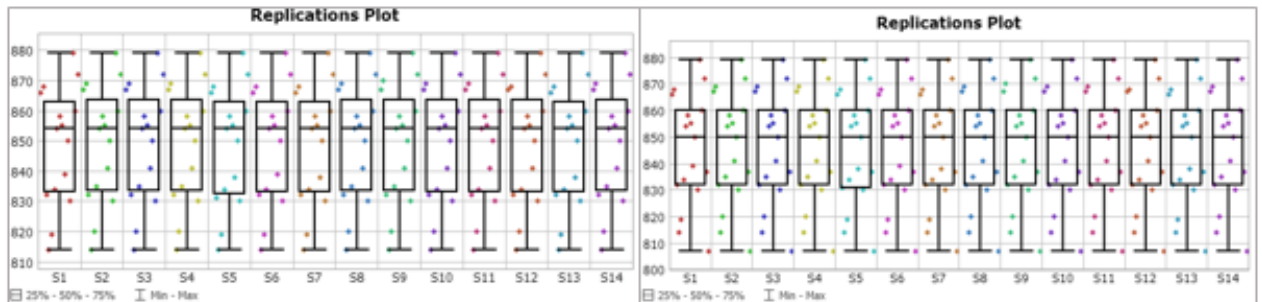 Replications Plot
880
870
860
850
840
830
820
810
S1 S2 S3 S4 S5 S6 S7 S8 S9 S10 S11 S12 S13 S14
25% - 50% - 75% Min - Max
Replications Plot
880
870
860
850
840
830
820
810
800
S1 S2 S3 S4 S5 S6 S7 S8 S9 S10 S11 S12 S13 S14
25% - 50% - 75% Min - Max